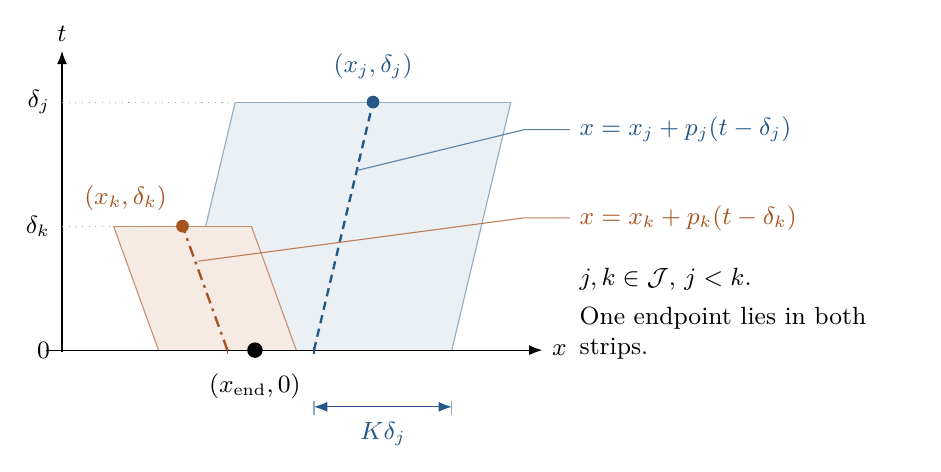 t
(x_j, δ_j)
δ_j
x = x_j + p_j(t − δ_j)
(x_k, δ_k)
δ_k
x = x_k + p_k(t − δ_k)
j, k ∈ 𝒥, j < k.
One endpoint lies in both
strips.
0
x
(x_end, 0)
Kδ_j